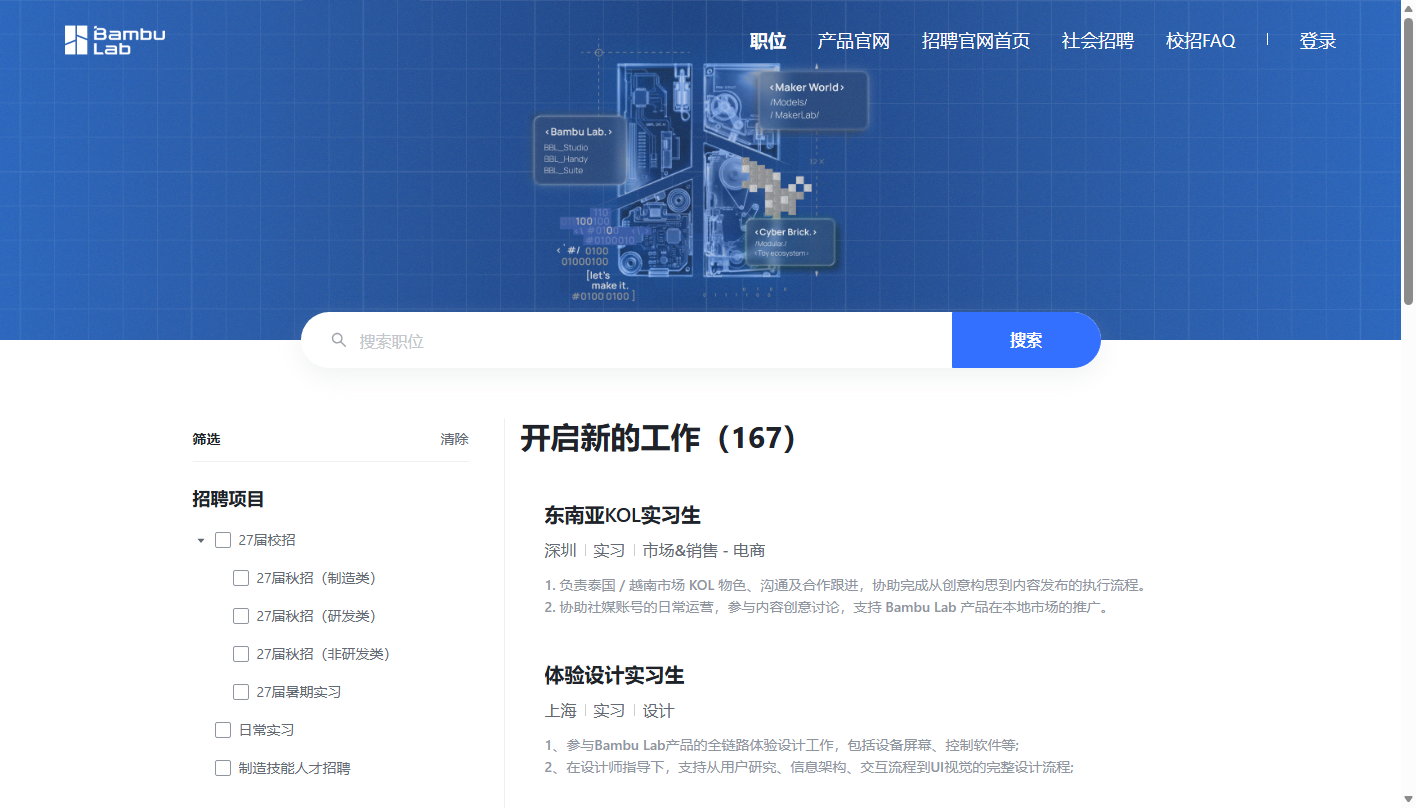 Bambu
Lab
职位
产品官网
招聘官网首页
社会招聘
校招FAQ
登录
<Maker World>
/Models/
/ MakerLab/
<Bambu Lab.>
BBL_Studio
BBL_Handy
BBL_Suite
12 X
110
100100
#0100
#0100010
<`#/ 0100
01000100
[let's
make it.
#0100 0100 ]
<Cyber Brick.>
/Modular./
<Toy ecosystem>
搜索职位
搜索
筛选
清除
招聘项目
27届校招
27届秋招（制造类）
27届秋招（研发类）
27届秋招（非研发类）
27届暑期实习
日常实习
制造技能人才招聘
开启新的工作（167）
东南亚KOL实习生
深圳 | 实习 | 市场&销售 - 电商
1. 负责泰国 / 越南市场 KOL 物色、沟通及合作跟进，协助完成从创意构思到内容发布的执行流程。
2. 协助社媒账号的日常运营，参与内容创意讨论，支持 Bambu Lab 产品在本地市场的推广。
体验设计实习生
上海 | 实习 | 设计
1、参与Bambu Lab产品的全链路体验设计工作，包括设备屏幕、控制软件等;
2、在设计师指导下，支持从用户研究、信息架构、交互流程到UI视觉的完整设计流程;